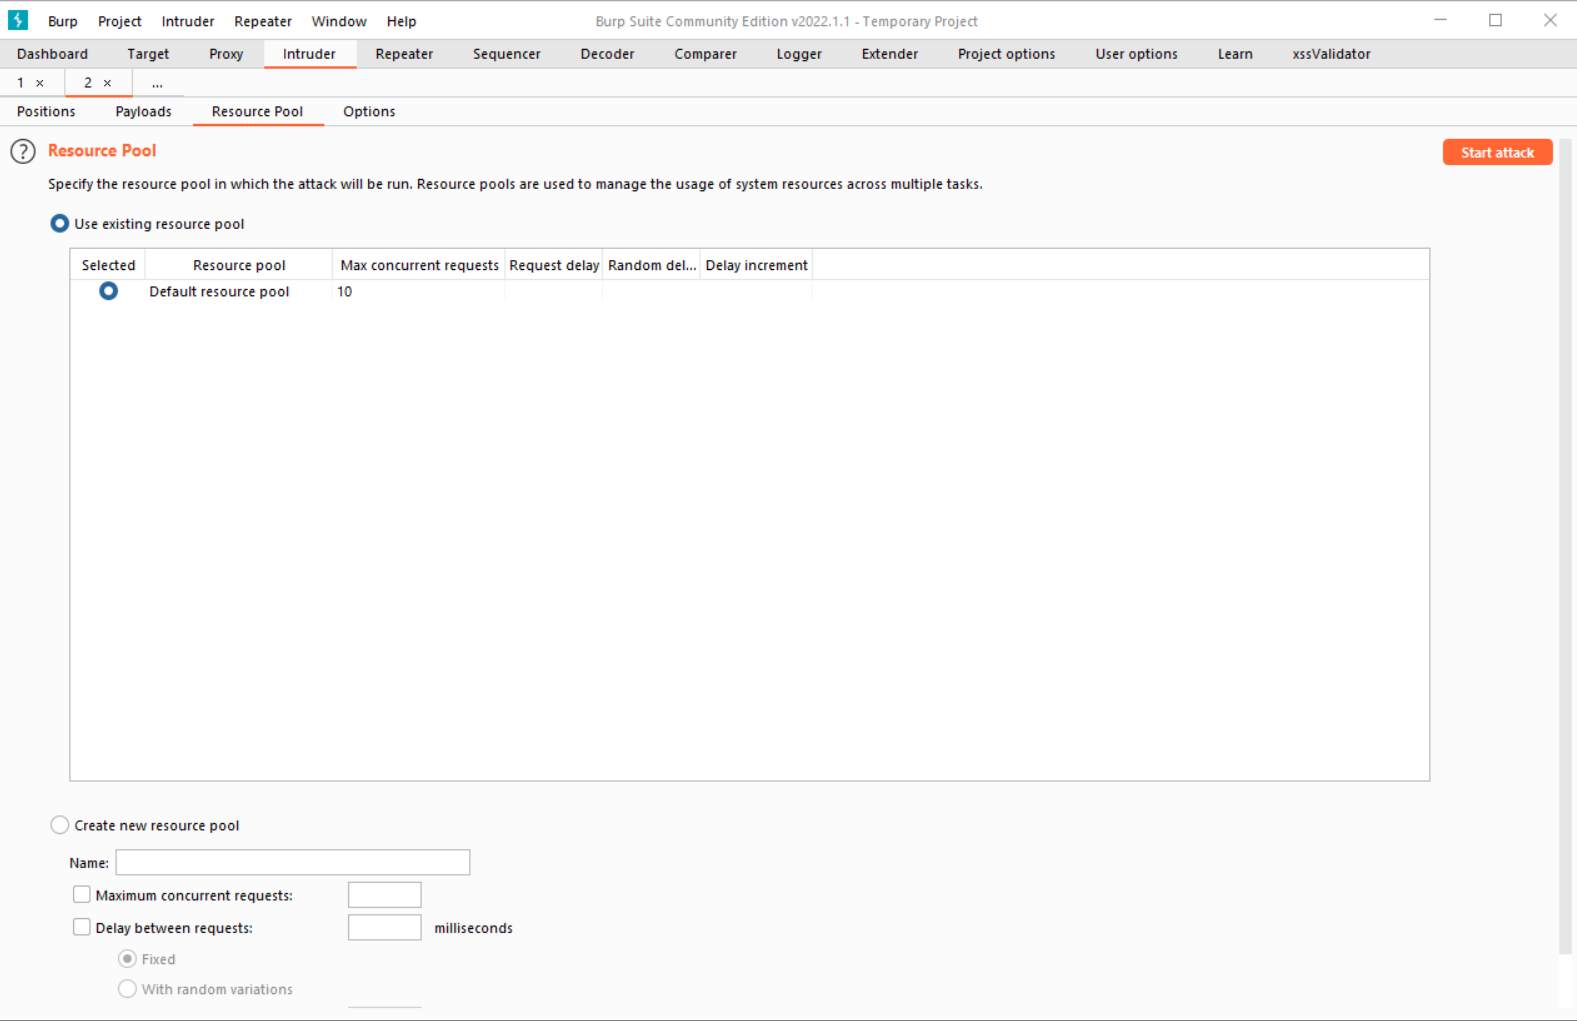 Burp Project Intruder Repeater Window Help Burp Suite Community Edition v2022.1.1 - Temporary Project
Dashboard Target Proxy Intruder Repeater Sequencer Decoder Comparer Logger Extender Project options User options Learn xssValidator
1 × 2 × ...
Positions Payloads Resource Pool Options
? Resource Pool Start attack
Specify the resource pool in which the attack will be run. Resource pools are used to manage the usage of system resources across multiple tasks.
Use existing resource pool
Selected Resource pool Max concurrent requests Request delay Random del... Delay increment
Default resource pool 10
Create new resource pool
Name:
Maximum concurrent requests:
Delay between requests: milliseconds
Fixed
With random variations